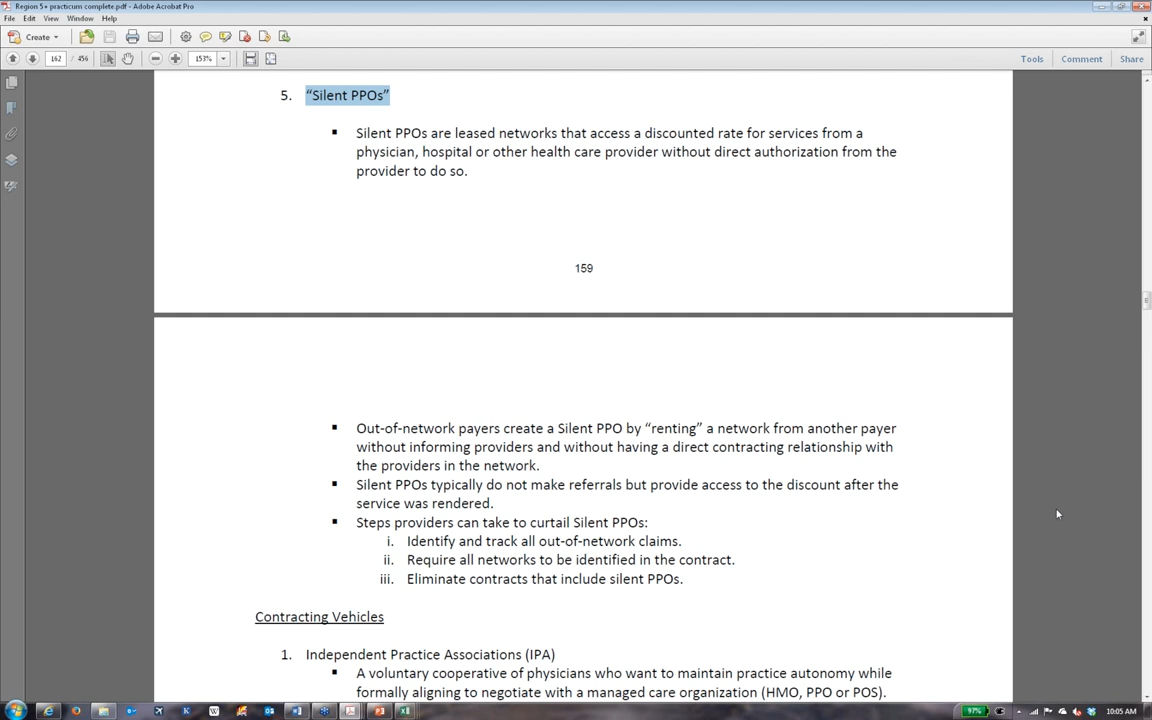 Region 5+ practicum complete.pdf - Adobe Acrobat Pro
File Edit View Window Help
Create
162 / 456
153%
Tools Comment Share
5. “Silent PPOs”
▪ Silent PPOs are leased networks that access a discounted rate for services from a
physician, hospital or other health care provider without direct authorization from the
provider to do so.
159
▪ Out-of-network payers create a Silent PPO by “renting” a network from another payer
without informing providers and without having a direct contracting relationship with
the providers in the network.
▪ Silent PPOs typically do not make referrals but provide access to the discount after the
service was rendered.
▪ Steps providers can take to curtail Silent PPOs:
i. Identify and track all out-of-network claims.
ii. Require all networks to be identified in the contract.
iii. Eliminate contracts that include silent PPOs.
Contracting Vehicles
1. Independent Practice Associations (IPA)
▪ A voluntary cooperative of physicians who want to maintain practice autonomy while
formally aligning to negotiate with a managed care organization (HMO, PPO or POS).
97%
10:05 AM